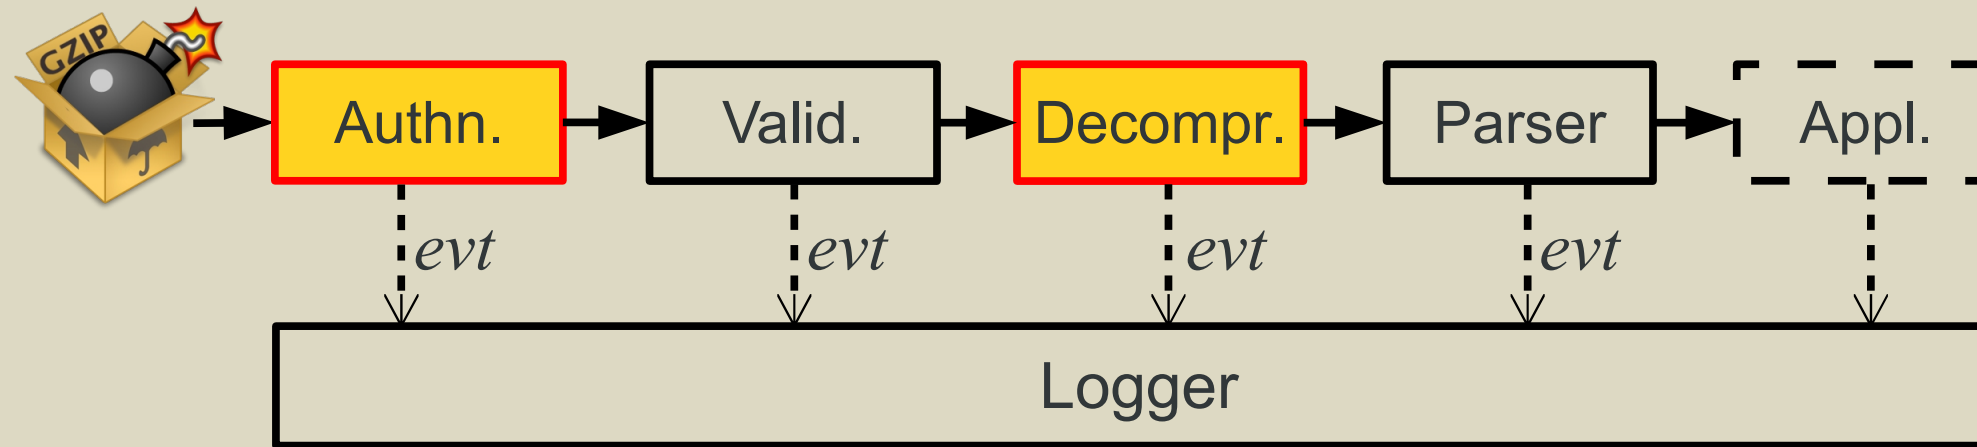 GZIP
Authn.
Valid.
Decompr.
Parser
Appl.
evt
evt
evt
evt
Logger